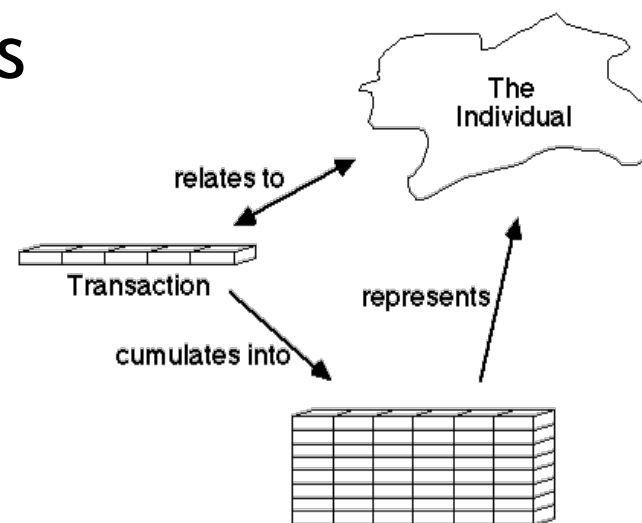 s
The
Individual
relates to
Transaction
represents
cumulates into